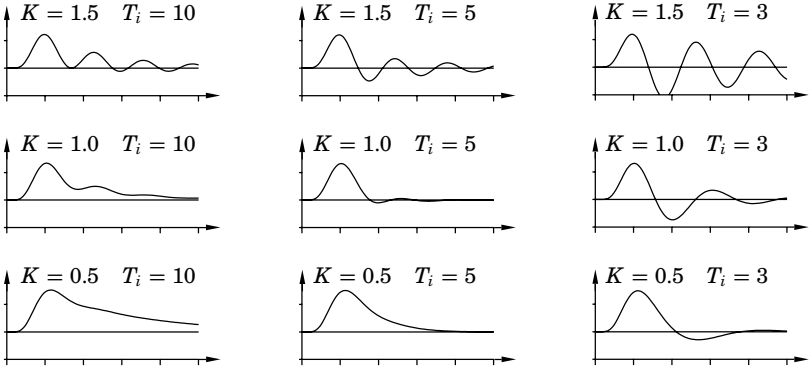 K = 1.5 T_i = 10
K = 1.5 T_i = 5
K = 1.5 T_i = 3
K = 1.0 T_i = 10
K = 1.0 T_i = 5
K = 1.0 T_i = 3
K = 0.5 T_i = 10
K = 0.5 T_i = 5
K = 0.5 T_i = 3